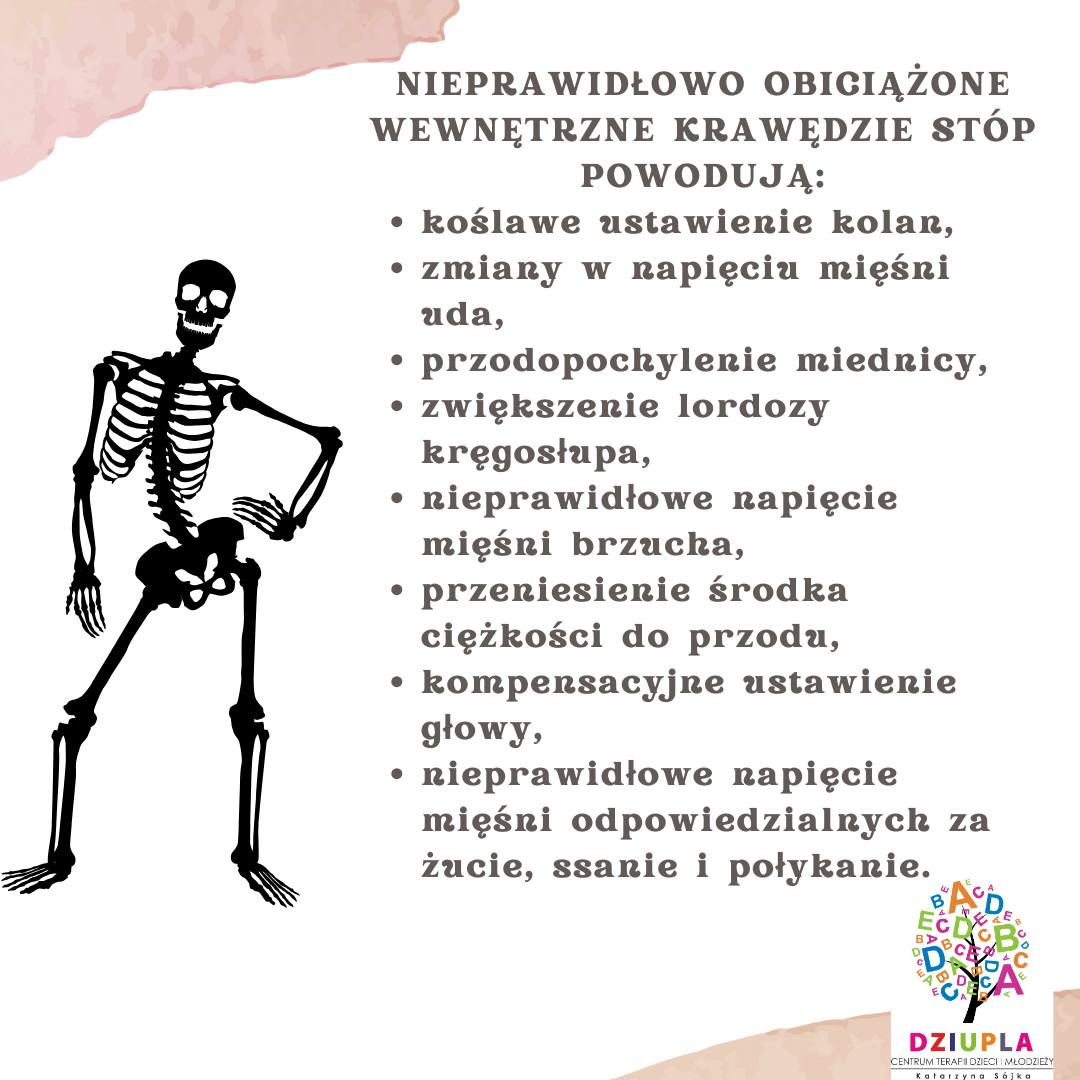 NIEPRAWIDŁOWO OBICIĄŻONE
WEWNĘTRZNE KRAWĘDZIE STÓP
POWODUJĄ:
• koślawe ustawienie kolan,
• zmiany w napięciu mięśni
uda,
• przodopochylenie miednicy,
• zwiększenie lordozy
kręgosłupa,
• nieprawidłowe napięcie
mięśni brzucha,
• przeniesienie środka
ciężkości do przodu,
• kompensacyjne ustawienie
głowy,
• nieprawidłowe napięcie
mięśni odpowiedzialnych za
żucie, ssanie i połykanie.
DZIUPLA
CENTRUM TERAPII DZIECI I MŁODZIEŻY
Katarzyna Sójka